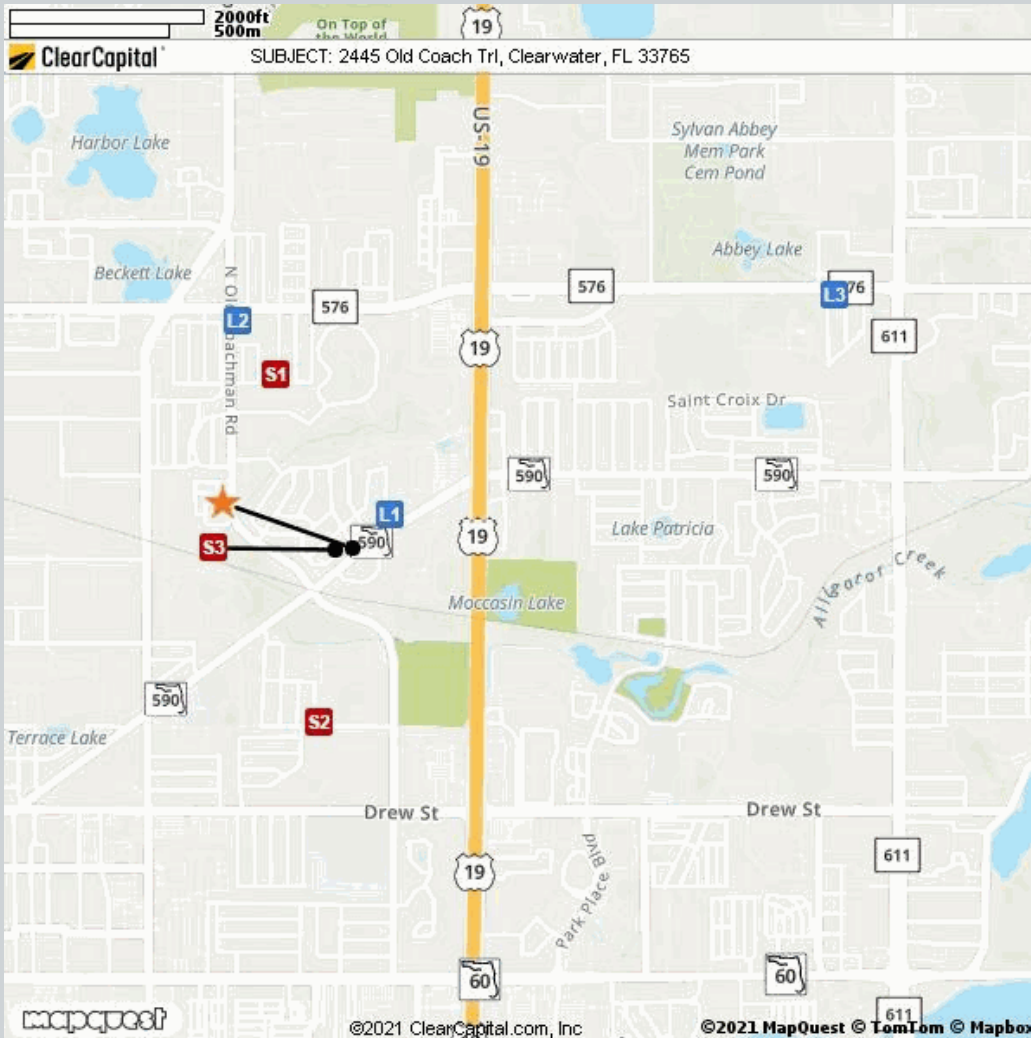 2000ft
500m
On Top of
the World
19
ClearCapital
SUBJECT: 2445 Old Coach Trl, Clearwater, FL 33765
US-19
Harbor Lake
Sylvan Abbey
Mem Park
Cem Pond
Beckett Lake
Abbey Lake
576
576
76
L3
L2
576
611
19
S1
Saint Croix Dr
590
590
L1
590
S3
19
Lake Patricia
Alligator Creek
Moccasin Lake
590
S2
Terrace Lake
Drew St
Drew St
611
19
Park Place Blvd
60
60
611
mapquest
©2021 ClearCapital.com, Inc
©2021 MapQuest © TomTom © Mapbox